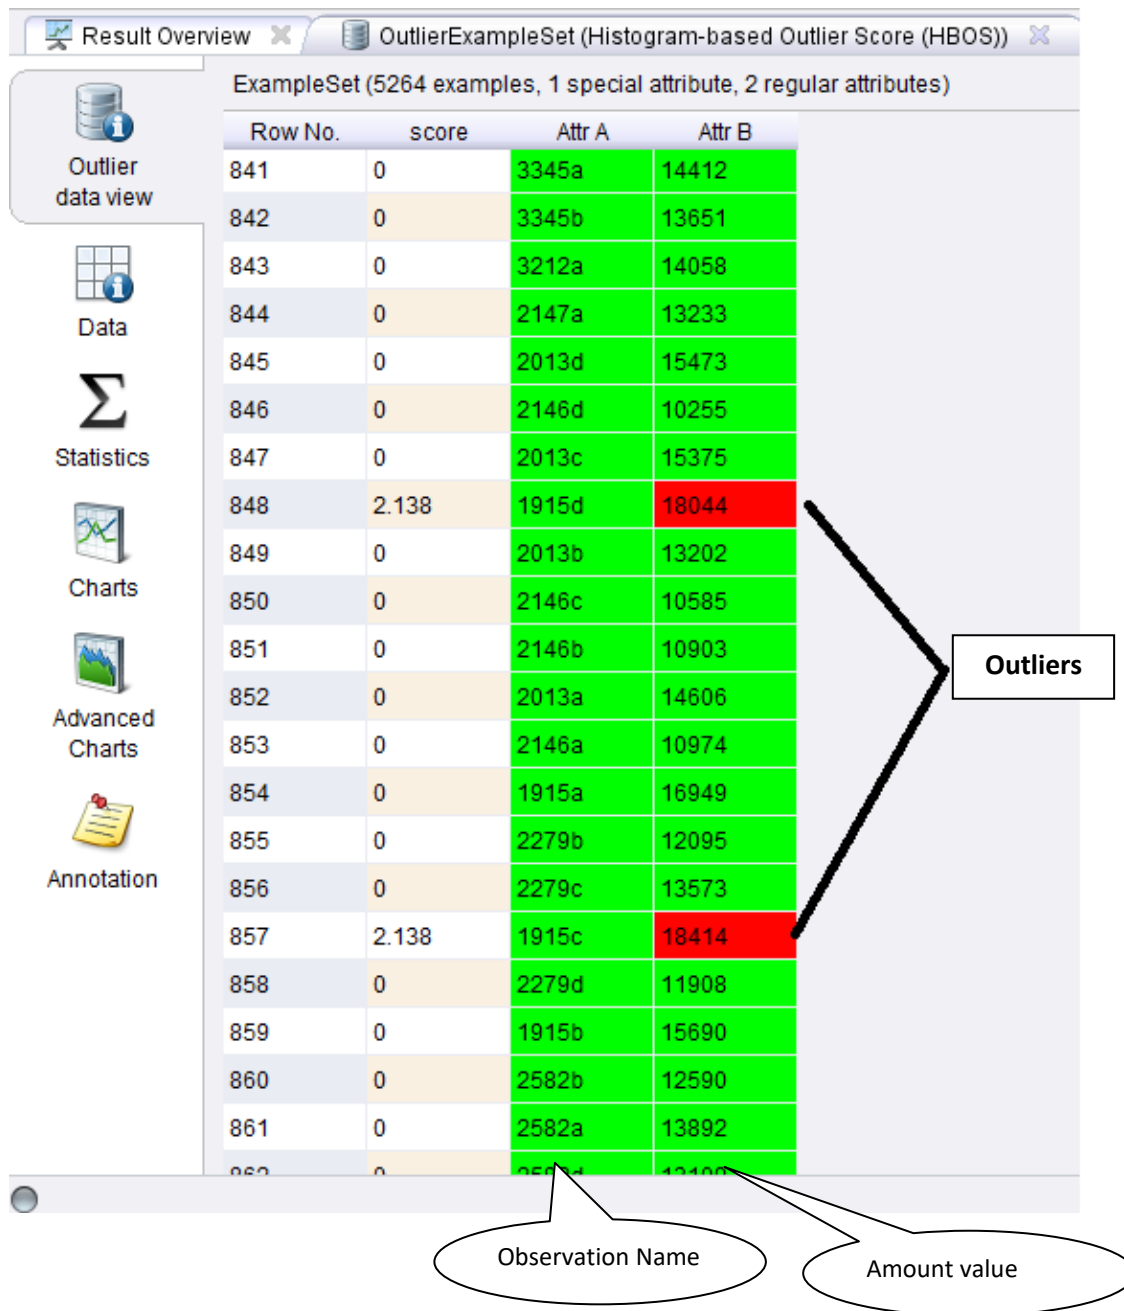 Result Overview
OutlierExampleSet (Histogram-based Outlier Score (HBOS))
ExampleSet (5264 examples, 1 special attribute, 2 regular attributes)
Outlier
data view
Data
Statistics
Charts
Advanced
Charts
Annotation
Row No. score Attr A Attr B
841 0 3345a 14412
842 0 3345b 13651
843 0 3212a 14058
844 0 2147a 13233
845 0 2013d 15473
846 0 2146d 10255
847 0 2013c 15375
848 2.138 1915d 18044
849 0 2013b 13202
850 0 2146c 10585
851 0 2146b 10903
852 0 2013a 14606
853 0 2146a 10974
854 0 1915a 16949
855 0 2279b 12095
856 0 2279c 13573
857 2.138 1915c 18414
858 0 2279d 11908
859 0 1915b 15690
860 0 2582b 12590
861 0 2582a 13892
862 0
Outliers
Observation Name
Amount value